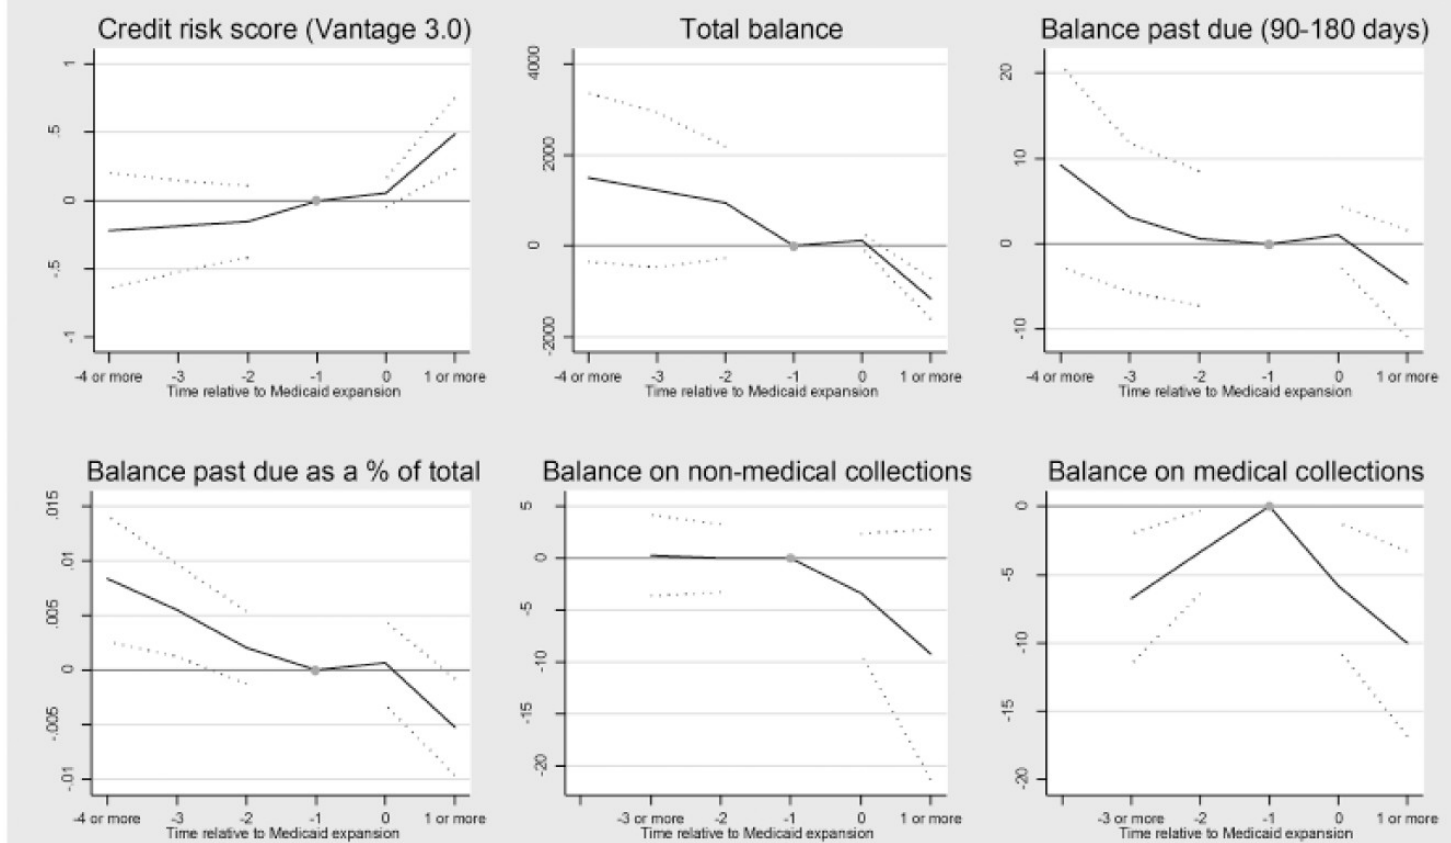 Credit risk score (Vantage 3.0)
1
.5
0
-.5
-1
-4 or more -3 -2 -1 0 1 or more
Time relative to Medicaid expansion
Total balance
4000
2000
0
-2000
-4 or more -3 -2 -1 0 1 or more
Time relative to Medicaid expansion
Balance past due (90-180 days)
20
10
0
-10
-4 or more -3 -2 -1 0 1 or more
Time relative to Medicaid expansion
Balance past due as a % of total
.015
.01
.005
0
-.005
-.01
-4 or more -3 -2 -1 0 1 or more
Time relative to Medicaid expansion
Balance on non-medical collections
5
0
-5
-10
-15
-20
-3 or more -2 -1 0 1 or more
Time relative to Medicaid expansion
Balance on medical collections
0
-5
-10
-15
-20
-3 or more -2 -1 0 1 or more
Time relative to Medicaid expansion